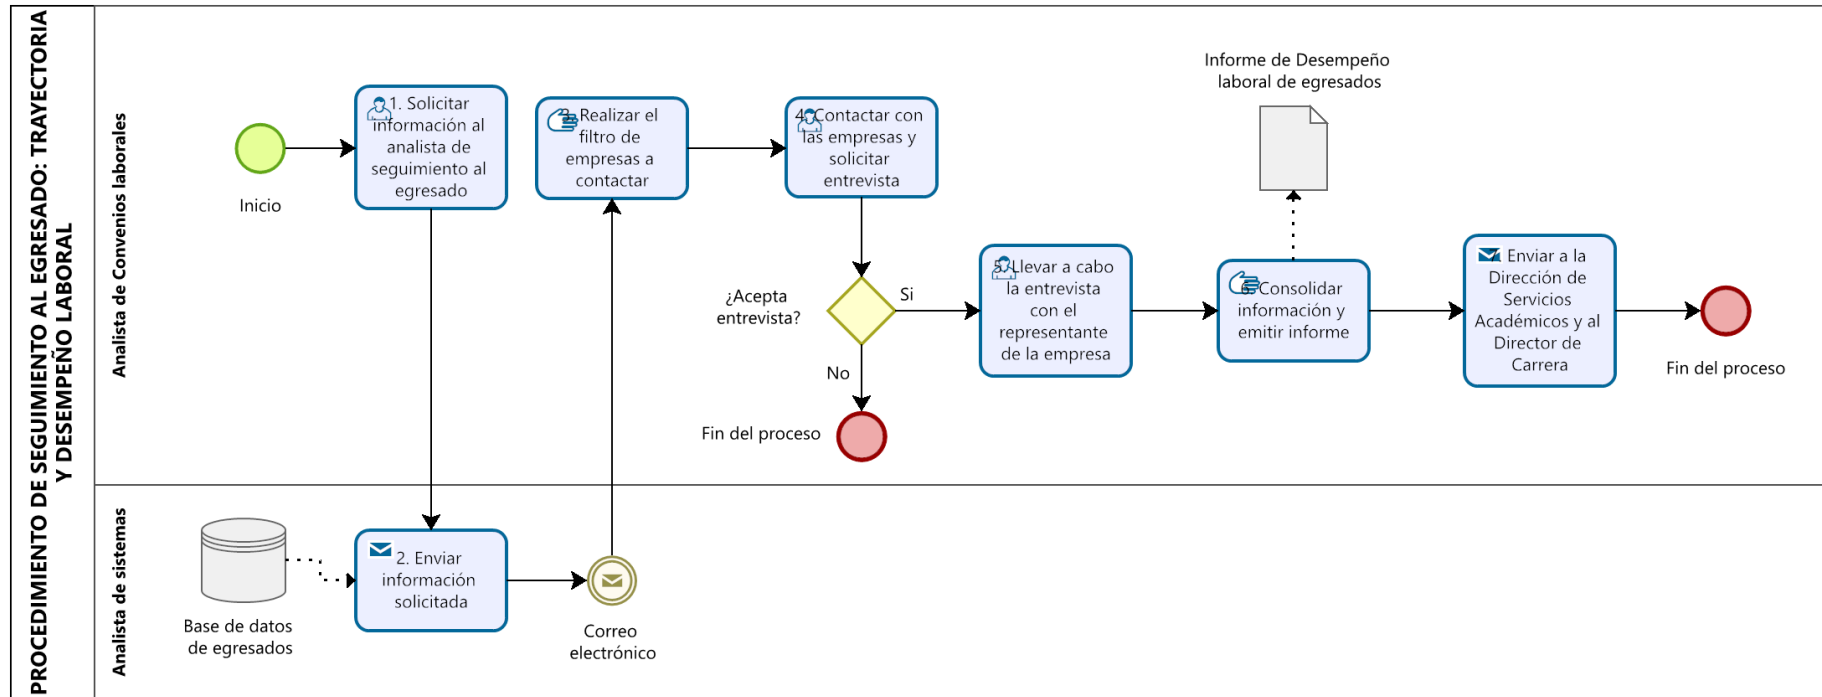 PROCEDIMIENTO DE SEGUIMIENTO AL EGRESADO: TRAYECTORIA
Y DESEMPEÑO LABORAL
Analista de Convenios laborales
Inicio
1. Solicitar
información al
analista de
seguimiento al
egresado
3. Realizar el
filtro de
empresas a
contactar
4. Contactar con
las empresas y
solicitar
entrevista
¿Acepta
entrevista?
Si
No
Fin del proceso
5. Llevar a cabo
la entrevista
con el
representante
de la empresa
Informe de Desempeño
laboral de egresados
6. Consolidar
información y
emitir informe
7. Enviar a la
Dirección de
Servicios
Académicos y al
Director de
Carrera
Fin del proceso
Analista de sistemas
Base de datos
de egresados
2. Enviar
información
solicitada
Correo
electrónico